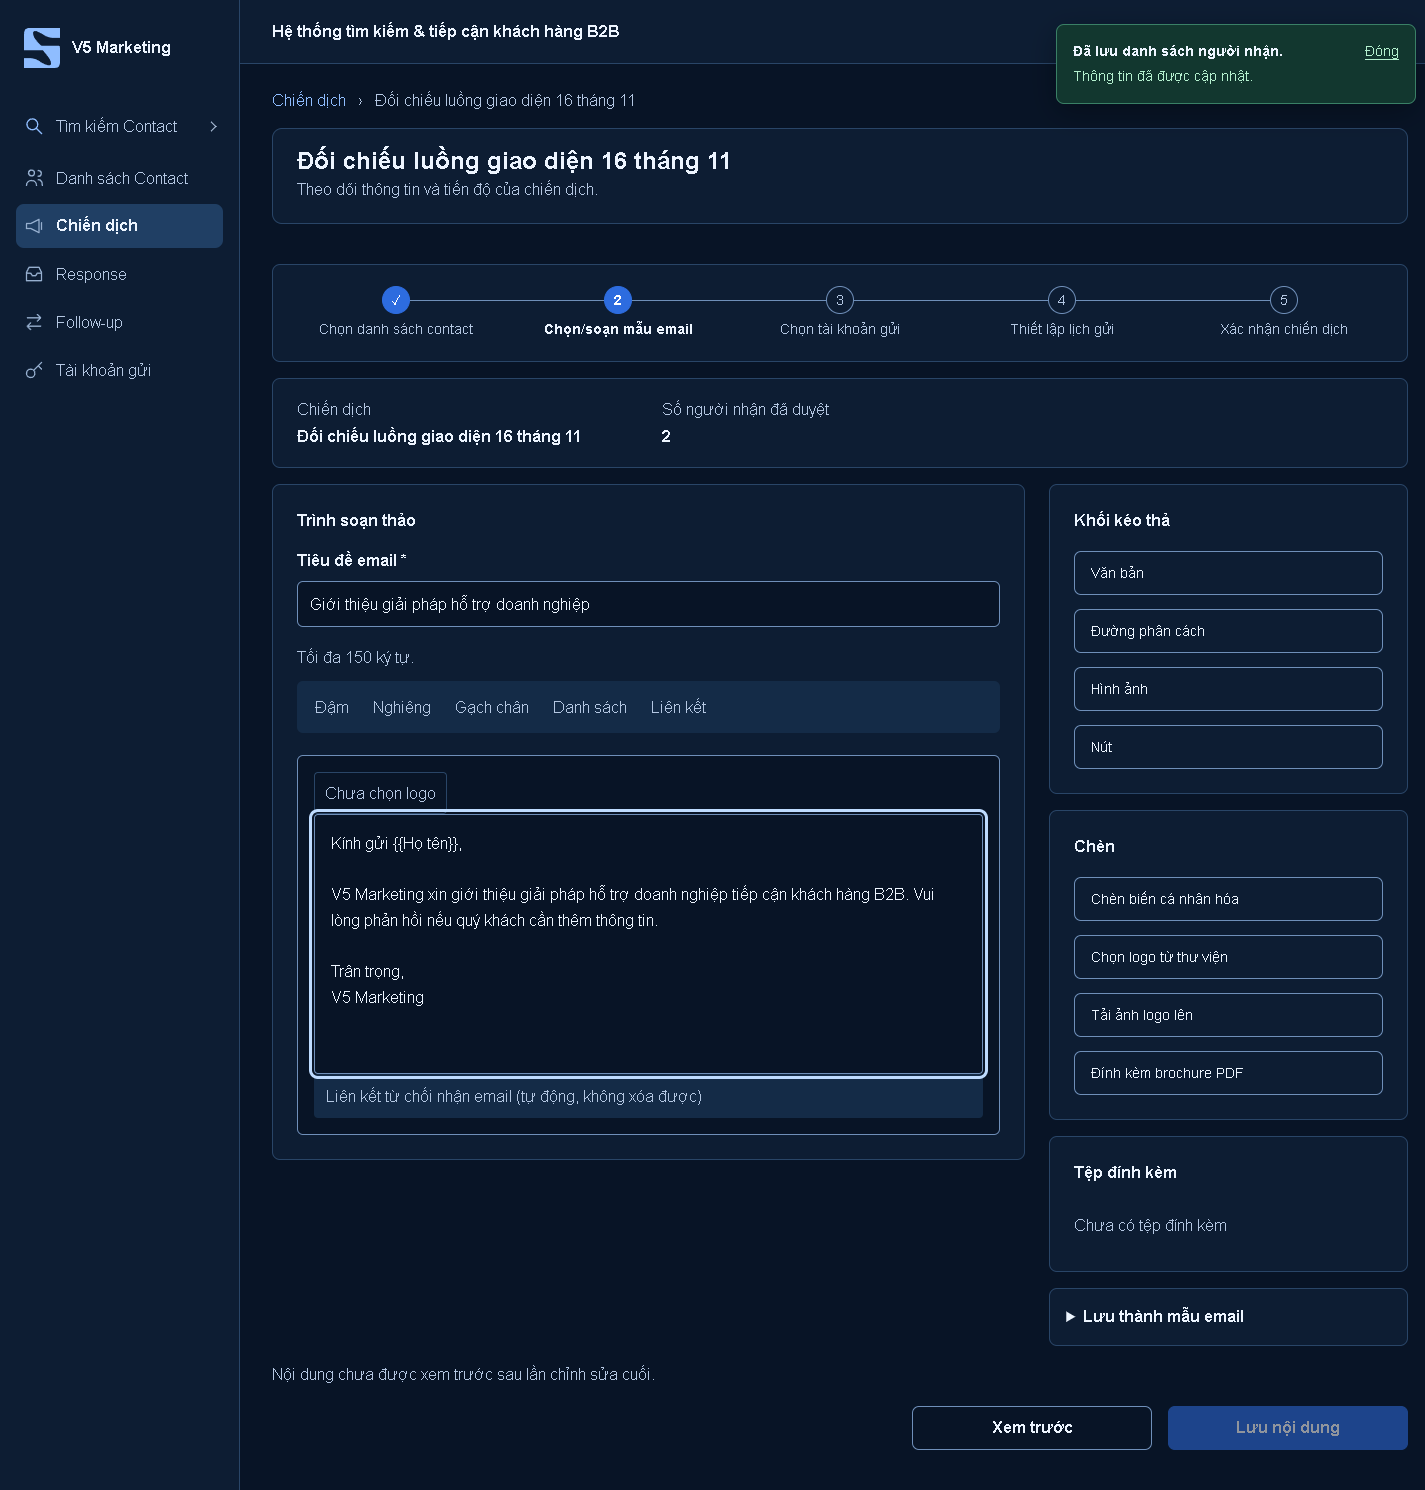 V5 Marketing
Tìm kiếm Contact
Danh sách Contact
Chiến dịch
Response
Follow-up
Tài khoản gửi
Hệ thống tìm kiếm & tiếp cận khách hàng B2B
Đã lưu danh sách người nhận.
Đóng
Thông tin đã được cập nhật.
Chiến dịch › Đối chiếu luồng giao diện 16 tháng 11
Đối chiếu luồng giao diện 16 tháng 11
Theo dõi thông tin và tiến độ của chiến dịch.
✓ 2 3 4 5
Chọn danh sách contact
Chọn/soạn mẫu email
Chọn tài khoản gửi
Thiết lập lịch gửi
Xác nhận chiến dịch
Chiến dịch
Đối chiếu luồng giao diện 16 tháng 11
Số người nhận đã duyệt
2
Trình soạn thảo
Tiêu đề email *
Giới thiệu giải pháp hỗ trợ doanh nghiệp
Tối đa 150 ký tự.
Đậm Nghiêng Gạch chân Danh sách Liên kết
Chưa chọn logo
Kính gửi {{Họ tên}},
V5 Marketing xin giới thiệu giải pháp hỗ trợ doanh nghiệp tiếp cận khách hàng B2B. Vui
lòng phản hồi nếu quý khách cần thêm thông tin.
Trân trọng,
V5 Marketing
Liên kết từ chối nhận email (tự động, không xóa được)
Khối kéo thả
Văn bản
Đường phân cách
Hình ảnh
Nút
Chèn
Chèn biến cá nhân hóa
Chọn logo từ thư viện
Tải ảnh logo lên
Đính kèm brochure PDF
Tệp đính kèm
Chưa có tệp đính kèm
Lưu thành mẫu email
Nội dung chưa được xem trước sau lần chỉnh sửa cuối.
Xem trước
Lưu nội dung